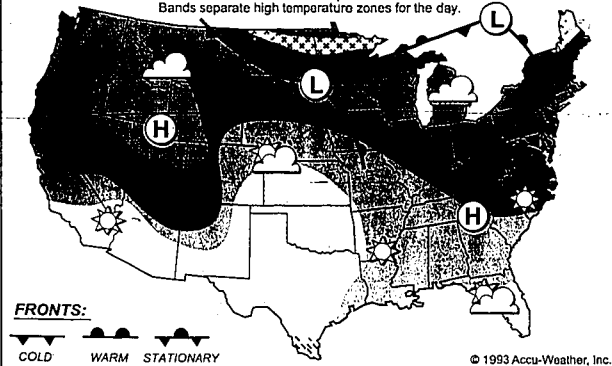 Bands separate high temperature zones for the day.
L
L
H
H
FRONTS:
COLD WARM STATIONARY
© 1993 Accu-Weather, Inc.